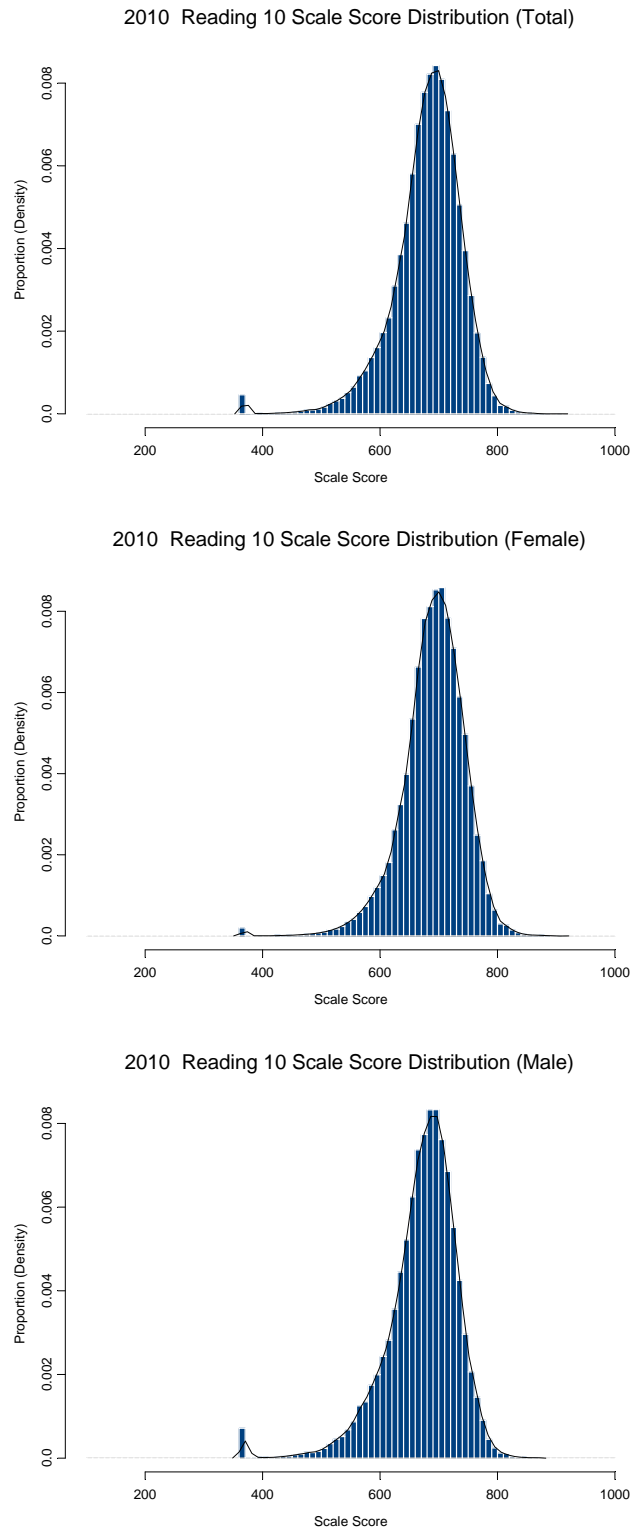 2010 Reading 10 Scale Score Distribution (Total)
Proportion (Density)
0.0 0.002 0.004 0.006 0.008
200 400 600 800 1000
Scale Score
2010 Reading 10 Scale Score Distribution (Female)
Proportion (Density)
0.0 0.002 0.004 0.006 0.008
200 400 600 800 1000
Scale Score
2010 Reading 10 Scale Score Distribution (Male)
Proportion (Density)
0.0 0.002 0.004 0.006 0.008
200 400 600 800 1000
Scale Score